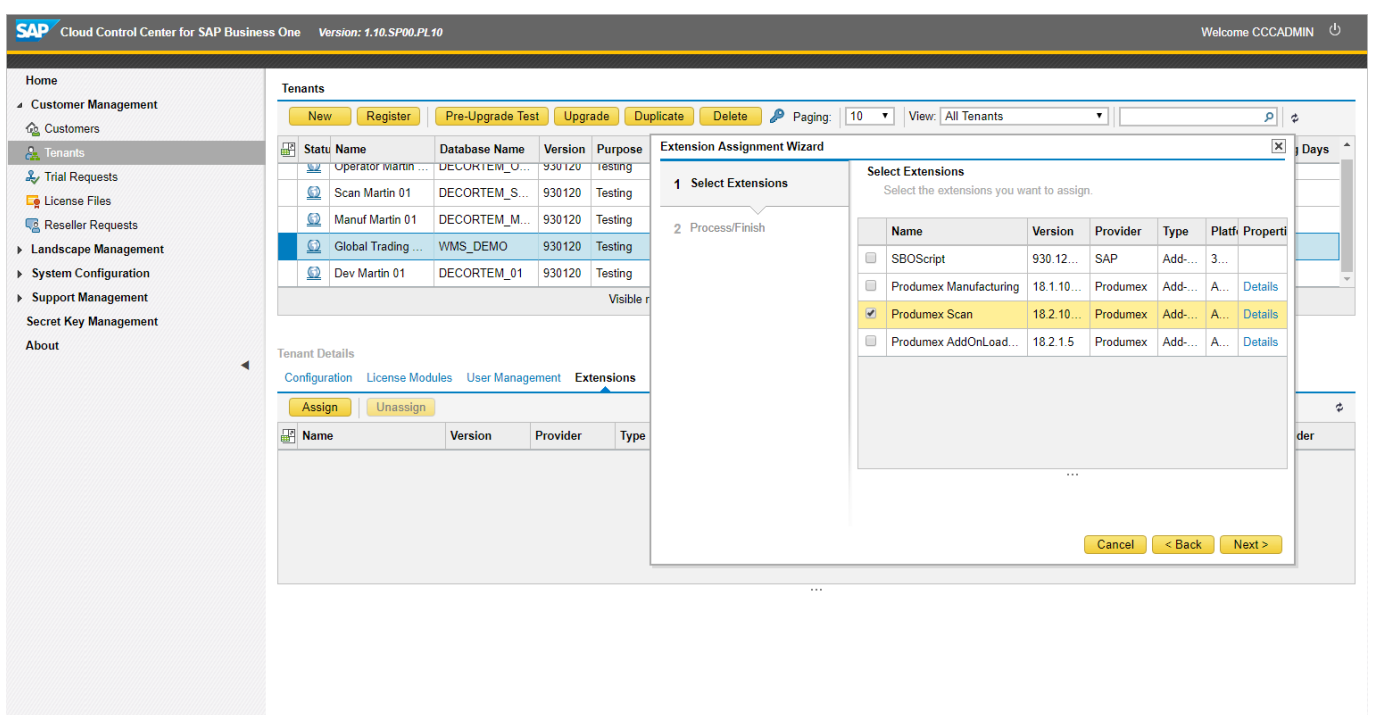 SAP Cloud Control Center for SAP Business One Version: 1.10.SP00.PL10 Welcome CCCADMIN
Home
Customer Management
Customers
Tenants
Trial Requests
License Files
Reseller Requests
Landscape Management
System Configuration
Support Management
Secret Key Management
About
Tenants
New Register Pre-Upgrade Test Upgrade Duplicate Delete Paging: 10 View: All Tenants
Statu Name Database Name Version Purpose g Days
Operator Martin ... DECORTEM_O... 930120 Testing
Scan Martin 01 DECORTEM_S... 930120 Testing
Manuf Martin 01 DECORTEM_M... 930120 Testing
Global Trading ... WMS_DEMO 930120 Testing
Dev Martin 01 DECORTEM_01 930120 Testing
Visible r
Tenant Details
Configuration License Modules User Management Extensions
Assign Unassign
Name Version Provider Type der
Extension Assignment Wizard
1 Select Extensions
2 Process/Finish
Select Extensions
Select the extensions you want to assign.
Name Version Provider Type Platf Properti
SBOScript 930.12... SAP Add-... 3...
Produmex Manufacturing 18.1.10... Produmex Add-... A... Details
Produmex Scan 18.2.10... Produmex Add-... A... Details
Produmex AddOnLoad... 18.2.1.5 Produmex Add-... A... Details
...
Cancel < Back Next >
...